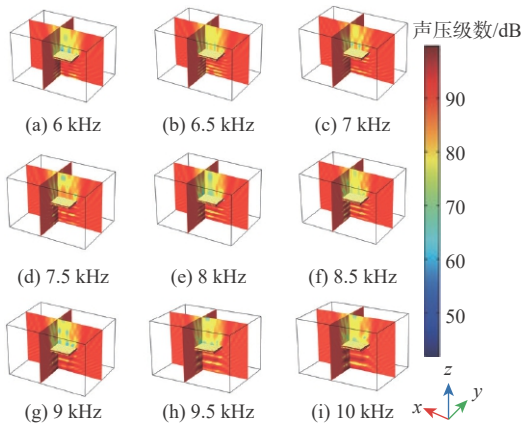 声压级数/dB
90
80
70
60
50
(a) 6 kHz
(b) 6.5 kHz
(c) 7 kHz
(d) 7.5 kHz
(e) 8 kHz
(f) 8.5 kHz
(g) 9 kHz
(h) 9.5 kHz
(i) 10 kHz
z
y
x